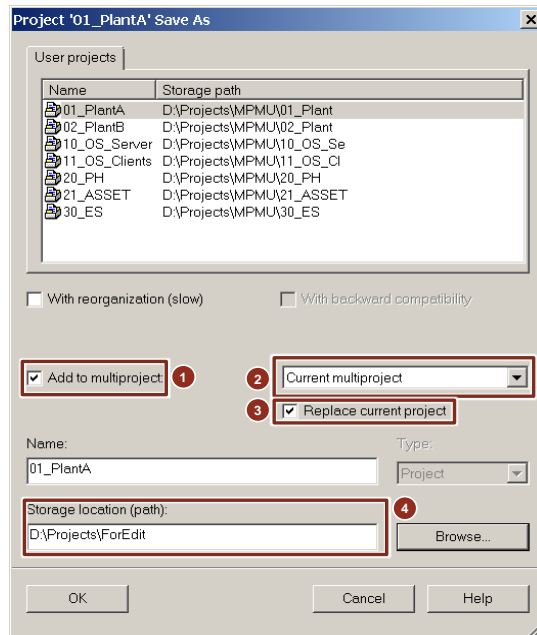 Project '01_PlantA' Save As
User projects
Name Storage path
01_PlantA D:\Projects\MPMU\01_Plant
02_PlantB D:\Projects\MPMU\02_Plant
10_OS_Server D:\Projects\MPMU\10_OS_Se
11_OS_Clients D:\Projects\MPMU\11_OS_Cl
20_PH D:\Projects\MPMU\20_PH
21_ASSET D:\Projects\MPMU\21_ASSET
30_ES D:\Projects\MPMU\30_ES
With reorganization (slow) With backward compatibility
Add to multiproject: 1 2 Current multiproject
3 Replace current project
Name: Type:
01_PlantA Project
Storage location (path): 4
D:\Projects\ForEdit Browse...
OK Cancel Help